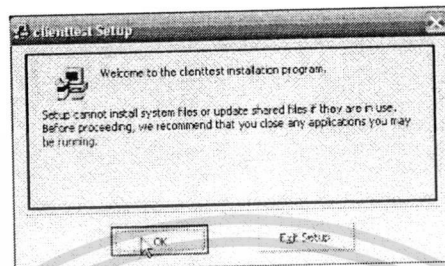 clienttest Setup
Welcome to the clienttest installation program.
Setup cannot install system files or update shared files if they are in use.
Before proceeding, we recommend that you close any applications you may
be running.
OK
Exit Setup